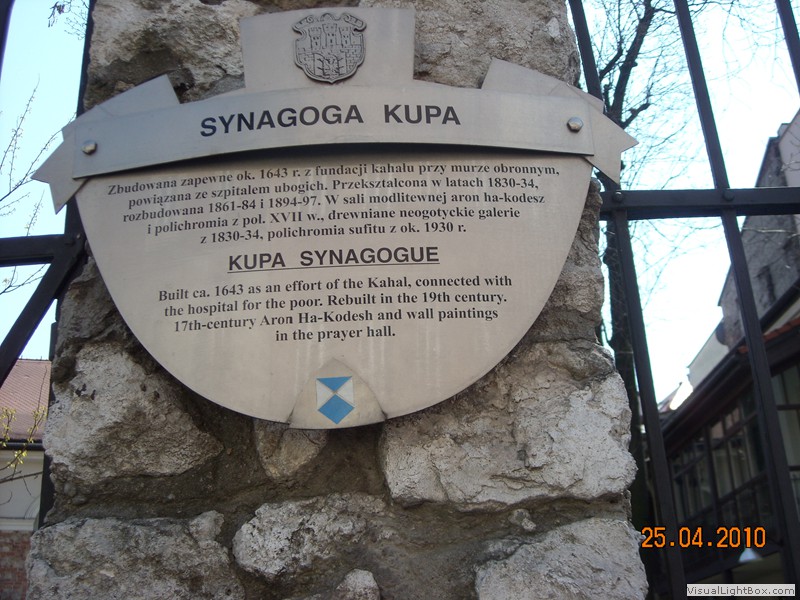 SYNAGOGA KUPA
Zbudowana zapewne ok. 1643 r. z fundacji kahału przy murze obronnym,
powiązana ze szpitalem ubogich. Przekształcona w latach 1830-34,
rozbudowana 1861-84 i 1894-97. W sali modlitewnej aron ha-kodesz
i polichromia z poł. XVII w., drewniane neogotyckie galerie
z 1830-34, polichromia sufitu z ok. 1930 r.
KUPA SYNAGOGUE
Built ca. 1643 as an effort of the Kahal, connected with
the hospital for the poor. Rebuilt in the 19th century.
17th-century Aron Ha-Kodesh and wall paintings
in the prayer hall.
25.04.2010
VisualLightBox.com